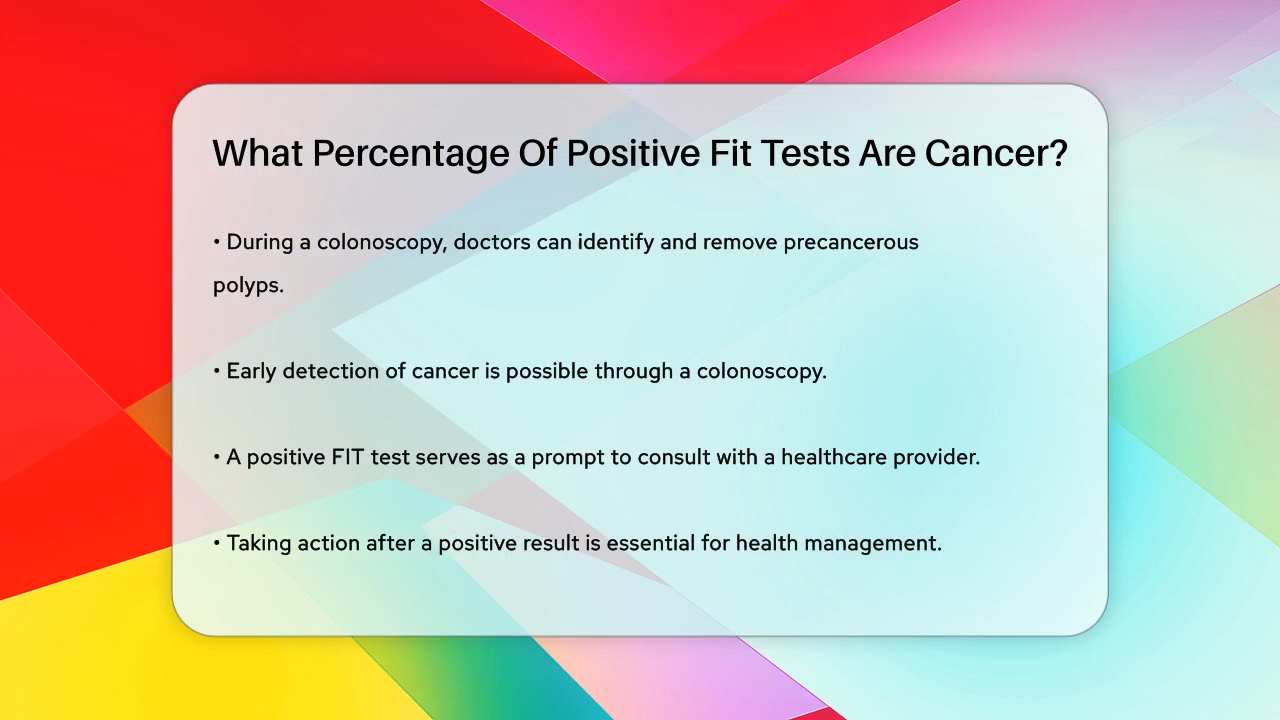 What Percentage Of Positive Fit Tests Are Cancer?
• During a colonoscopy, doctors can identify and remove precancerous
polyps.
• Early detection of cancer is possible through a colonoscopy.
• A positive FIT test serves as a prompt to consult with a healthcare provider.
• Taking action after a positive result is essential for health management.